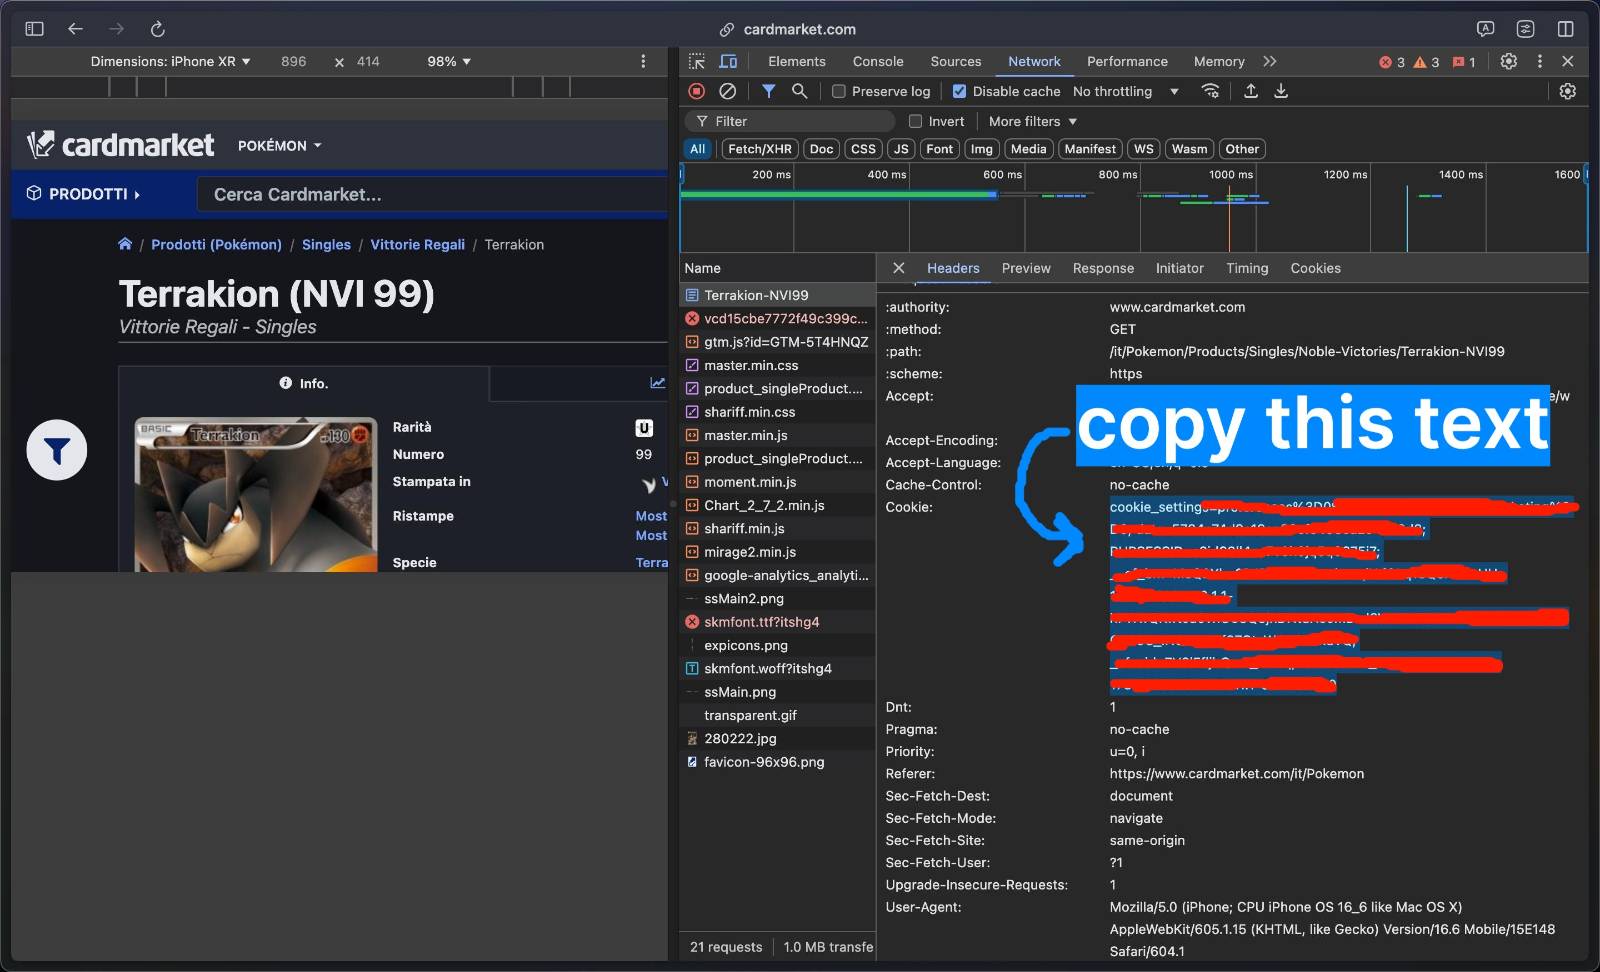 cardmarket.com
Dimensions: iPhone XR ▼ 896 × 414 98% ▼
Elements Console Sources Network Performance Memory 3 3 1
Preserve log Disable cache No throttling
Filter Invert More filters
All Fetch/XHR Doc CSS JS Font Img Media Manifest WS Wasm Other
200 ms 400 ms 600 ms 800 ms 1000 ms 1200 ms 1400 ms 1600
cardmarket POKÉMON
PRODOTTI Cerca Cardmarket...
/ Prodotti (Pokémon) / Singles / Vittorie Regali / Terrakion
Terrakion (NVI 99)
Vittorie Regali - Singles
Info.
BASIC Terrakion 130
Rarità U
Numero 99
Stampata in
Ristampe Most
Most
Specie Terra
Name
Terrakion-NVI99
vcd15cbe7772f49c399c...
gtm.js?id=GTM-5T4HNQZ
master.min.css
product_singleProduct....
shariff.min.css
master.min.js
product_singleProduct....
moment.min.js
Chart_2_7_2.min.js
shariff.min.js
mirage2.min.js
google-analytics_analyti...
ssMain2.png
skmfont.ttf?itshg4
expicons.png
skmfont.woff?itshg4
ssMain.png
transparent.gif
280222.jpg
favicon-96x96.png
21 requests 1.0 MB transfe
Headers Preview Response Initiator Timing Cookies
:authority: www.cardmarket.com
:method: GET
:path: /it/Pokemon/Products/Singles/Noble-Victories/Terrakion-NVI99
:scheme: https
Accept: e/w
copy this text
Accept-Encoding:
Accept-Language:
Cache-Control: no-cache
Cookie: cookie_settings
Dnt: 1
Pragma: no-cache
Priority: u=0, i
Referer: https://www.cardmarket.com/it/Pokemon
Sec-Fetch-Dest: document
Sec-Fetch-Mode: navigate
Sec-Fetch-Site: same-origin
Sec-Fetch-User: ?1
Upgrade-Insecure-Requests: 1
User-Agent: Mozilla/5.0 (iPhone; CPU iPhone OS 16_6 like Mac OS X)
AppleWebKit/605.1.15 (KHTML, like Gecko) Version/16.6 Mobile/15E148
Safari/604.1